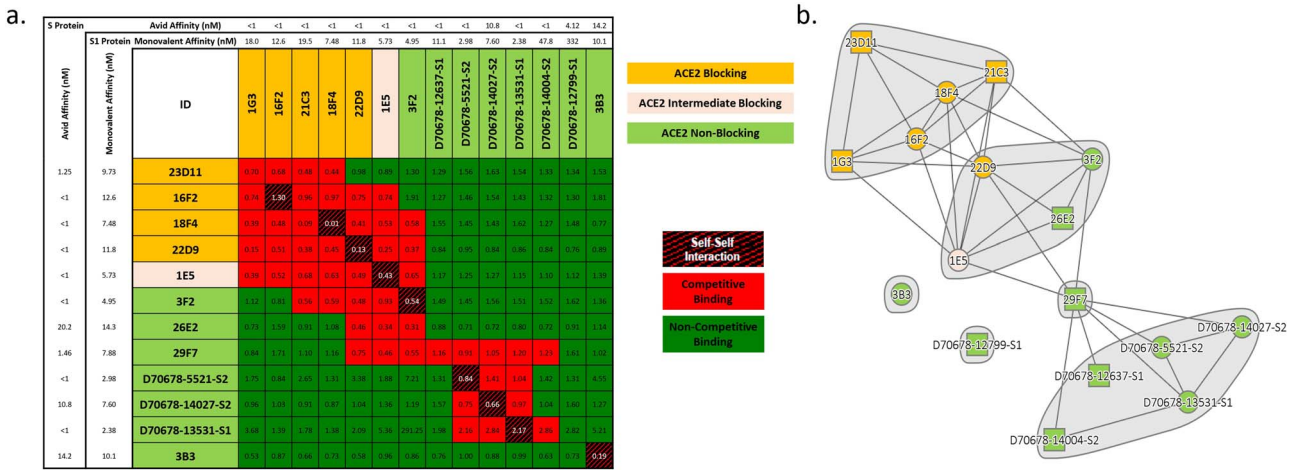 a.
S Protein Avid Affinity (nM) <1 <1 <1 <1 <1 <1 <1 <1 <1 10.8 <1 <1 4.12 14.2
S1 Protein Monovalent Affinity (nM) 18.0 12.6 19.5 7.48 11.8 5.73 4.95 11.1 2.98 7.60 2.38 47.8 332 10.1
Avid Affinity (nM) Monovalent Affinity (nM) ID 1G3 16F2 21C3 18F4 22D9 1E5 3F2 D70678-12637-S1 D70678-5521-S2 D70678-14027-S2 D70678-13531-S1 D70678-14004-S2 D70678-12799-S1 3B3
1.25 9.73 23D11 0.70 0.68 0.48 0.44 0.98 0.89 1.30 1.29 1.56 1.63 1.54 1.33 1.34 1.53
<1 12.6 16F2 0.74 1.30 0.96 0.97 0.75 0.74 1.91 1.27 1.46 1.54 1.43 1.12 1.30 1.81
<1 7.48 18F4 0.39 0.48 0.09 0.01 0.41 0.53 0.58 1.55 1.45 1.43 1.62 1.27 1.48 0.77
<1 11.8 22D9 0.15 0.51 0.38 0.45 0.13 0.25 0.37 0.84 0.95 0.84 0.86 0.84 0.76 0.89
<1 5.73 1E5 0.39 0.52 0.68 0.63 0.49 0.43 0.65 1.17 1.25 1.27 1.15 1.10 1.12 1.39
<1 4.95 3F2 1.12 0.81 0.56 0.59 0.48 0.93 0.54 1.49 1.45 1.56 1.51 1.52 1.62 1.36
20.2 14.3 26E2 0.73 1.59 0.91 1.08 0.46 0.34 0.31 0.88 0.71 0.72 0.80 0.72 0.91 1.14
1.46 7.88 29F7 0.84 1.71 1.10 1.16 0.75 0.46 0.55 1.16 0.91 1.05 1.20 1.23 1.61 1.02
<1 2.98 D70678-5521-S2 1.75 0.84 2.65 1.31 3.38 1.88 7.21 1.31 0.84 1.41 1.04 1.42 1.31 4.55
10.8 7.60 D70678-14027-S2 0.96 1.03 0.91 0.87 1.04 1.36 1.19 1.57 0.75 0.66 0.97 1.04 1.60 1.27
<1 2.38 D70678-13531-S1 3.68 1.39 1.78 1.38 2.09 5.56 291.25 1.98 2.16 2.84 2.17 2.86 2.82 5.21
14.2 10.1 3B3 0.53 0.87 0.66 0.73 0.58 0.96 0.86 0.76 1.00 0.88 0.99 0.63 0.73 0.19
ACE2 Blocking
ACE2 Intermediate Blocking
ACE2 Non-Blocking
Self-Self
Interaction
Competitive
Binding
Non-Competitive
Binding
b.
23D11
21C3
18F4
16F2
1G3
22D9
3F2
26E2
1E5
3B3
29F7
D70678-14027-S2
D70678-12799-S1
D70678-5521-S2
D70678-12637-S1
D70678-13531-S1
D70678-14004-S2